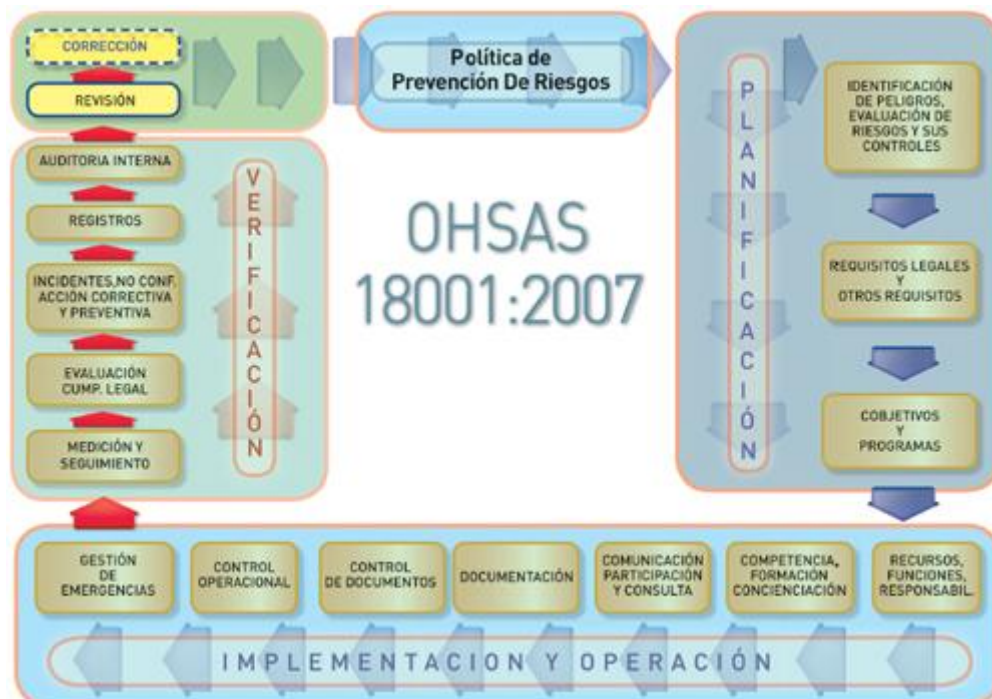 CORRECCIÓN
REVISIÓN
Política de
Prevención De Riesgos
PLANIFICACIÓN
IDENTIFICACIÓN
DE PELIGROS,
EVALUACIÓN DE
RIESGOS Y SUS
CONTROLES
REQUISITOS LEGALES
Y
OTROS REQUISITOS
COBJETIVOS
Y
PROGRAMAS
OHSAS
18001:2007
AUDITORIA INTERNA
REGISTROS
INCIDENTES,NO CONF.
ACCIÓN CORRECTIVA
Y PREVENTIVA
EVALUACIÓN
CUMP. LEGAL
MEDICIÓN Y
SEGUIMIENTO
VERIFICACIÓN
GESTIÓN
DE
EMERGENCIAS
CONTROL
OPERACIONAL
CONTROL
DE DOCUMENTOS
DOCUMENTACIÓN
COMUNICACIÓN
PARTICIPACIÓN
Y CONSULTA
COMPETENCIA,
FORMACIÓN
CONCIENCIACIÓN
RECURSOS,
FUNCIONES,
RESPONSABIL.
IMPLEMENTACION Y OPERACIÓN